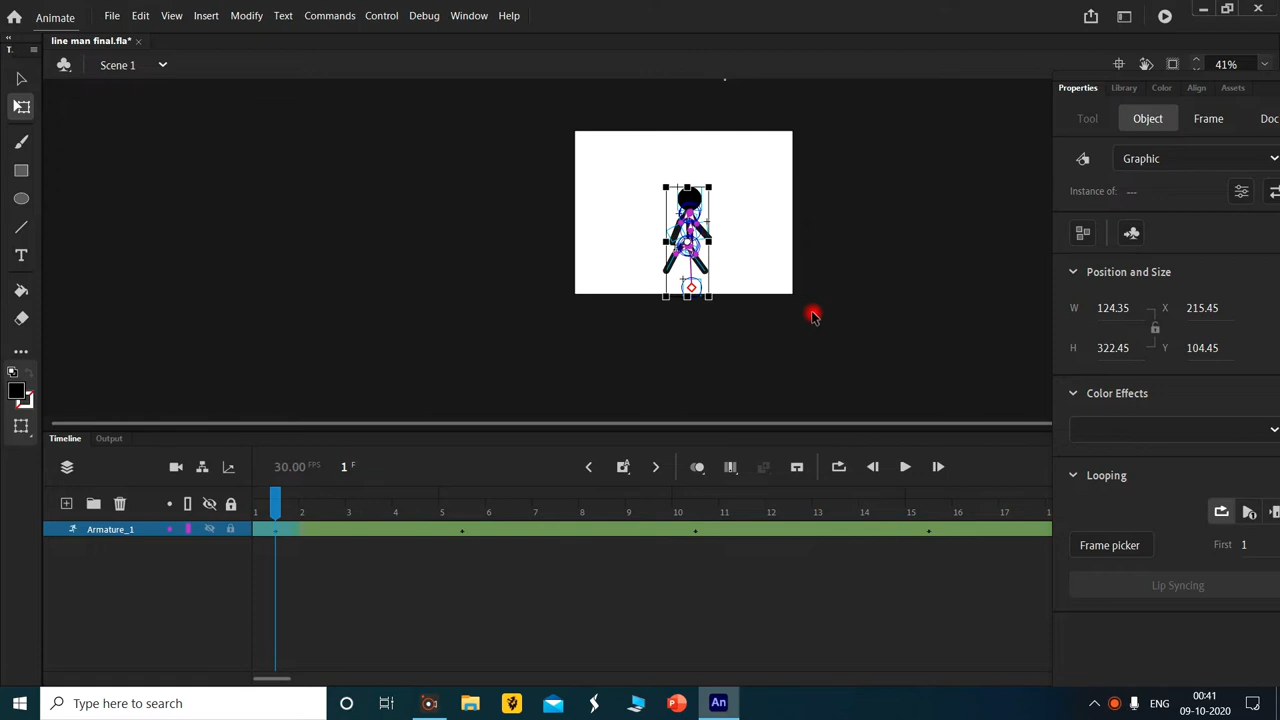 Animate
File Edit View Insert Modify Text Commands Control Debug Window Help
line man final.fla*
T.
Scene 1
41%
Properties Library Color Align Assets
Tool Object Frame Doc
Graphic
Instance of: ---
Position and Size
W 124.35 X 215.45
H 322.45 Y 104.45
Color Effects
Looping
Frame picker First 1
Lip Syncing
Timeline Output
30.00 FPS 1 F
1 2 3 4 5 6 7 8 9 10 11 12 13 14 15 16 17
Armature_1
Type here to search
An
ENG
00:41
09-10-2020